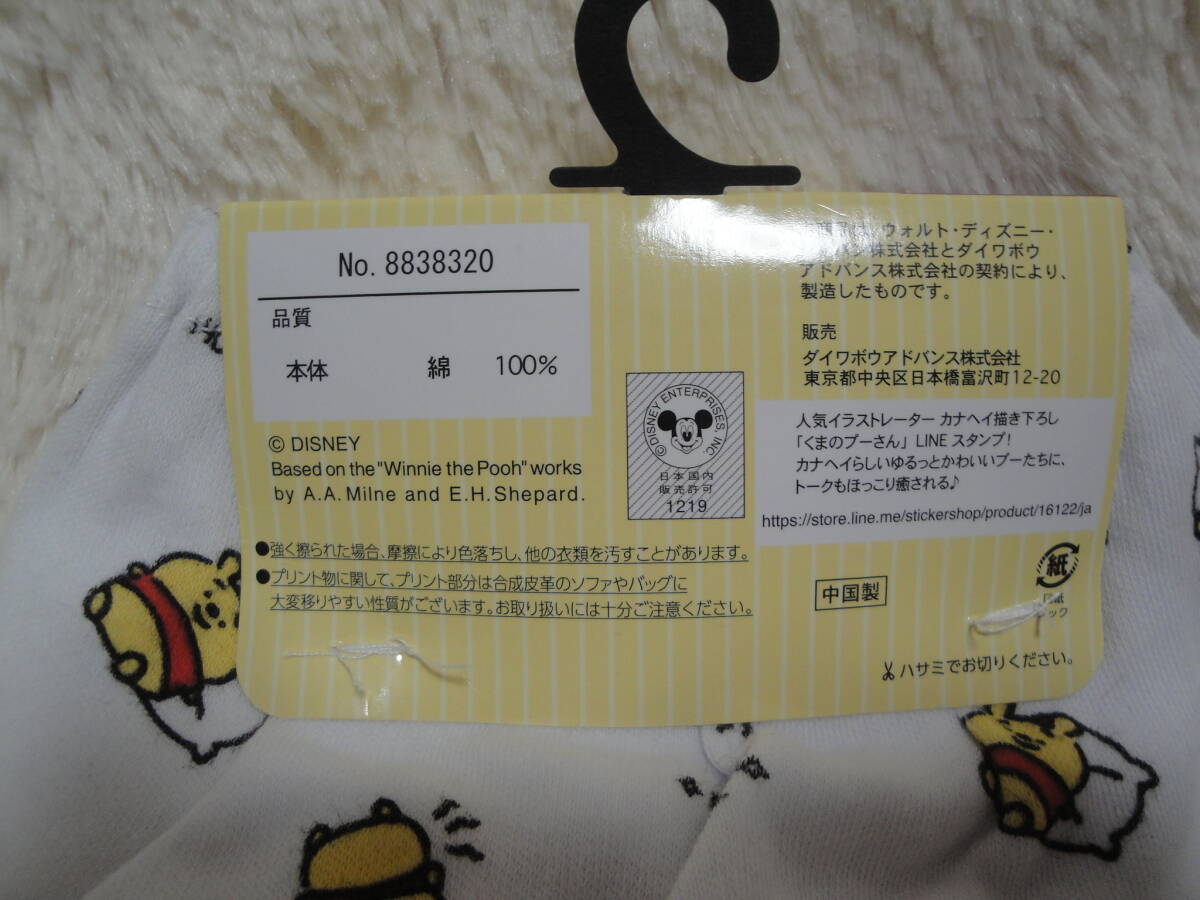 No. 8838320
品質
本体 綿 100%
© DISNEY
Based on the "Winnie the Pooh" works
by A.A. Milne and E.H. Shepard.
●強く擦られた場合、摩擦により色落ちし、他の衣類を汚すことがあります。
●プリント物に関して、プリント部分は合成皮革のソファやバッグに
大変移りやすい性質がございます。お取り扱いには十分ご注意ください。
© DISNEY ENTERPRISES, INC.
日本国内
販売許可
1219
ウォルト・ディズニー・
株式会社とダイワボウ
アドバンス株式会社の契約により、
製造したものです。
販売
ダイワボウアドバンス株式会社
東京都中央区日本橋富沢町12-20
人気イラストレーター カナヘイ描き下ろし
「くまのプーさん」 LINE スタンプ!
カナヘイらしいゆるっとかわいいプーたちに、
トークもほっこり癒される♪
https://store.line.me/stickershop/product/16122/ja
中国製
紙
ハサミでお切りください。